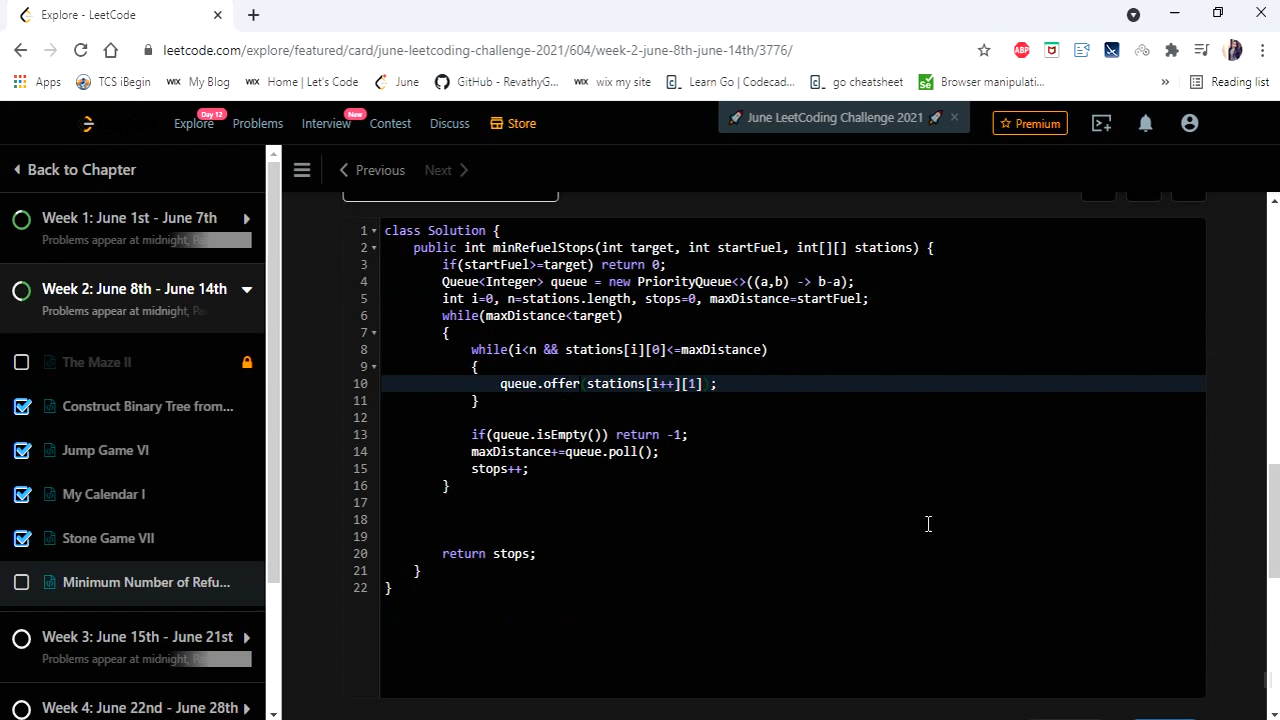 Explore - LeetCode
leetcode.com/explore/featured/card/june-leetcoding-challenge-2021/604/week-2-june-8th-june-14th/3776/
Apps TCS iBegin My Blog Home | Let's Code June GitHub - RevathyG... wix my site Learn Go | Codecad... go cheatsheet Browser manipulati... » Reading list
Explore Day 12 Problems Interview New Contest Discuss Store June LeetCoding Challenge 2021 Premium
Back to Chapter
Previous Next
Week 1: June 1st - June 7th
Problems appear at midnight,
Week 2: June 8th - June 14th
Problems appear at midnight,
The Maze II
Construct Binary Tree from...
Jump Game VI
My Calendar I
Stone Game VII
Minimum Number of Refu...
Week 3: June 15th - June 21st
Problems appear at midnight,
Week 4: June 22nd - June 28th
1 class Solution {
2 public int minRefuelStops(int target, int startFuel, int[][] stations) {
3 if(startFuel>=target) return 0;
4 Queue<Integer> queue = new PriorityQueue<>((a,b) -> b-a);
5 int i=0, n=stations.length, stops=0, maxDistance=startFuel;
6 while(maxDistance<target)
7 {
8 while(i<n && stations[i][0]<=maxDistance)
9 {
10 queue.offer(stations[i++][1]);
11 }
12
13 if(queue.isEmpty()) return -1;
14 maxDistance+=queue.poll();
15 stops++;
16 }
17
18
19
20 return stops;
21 }
22 }